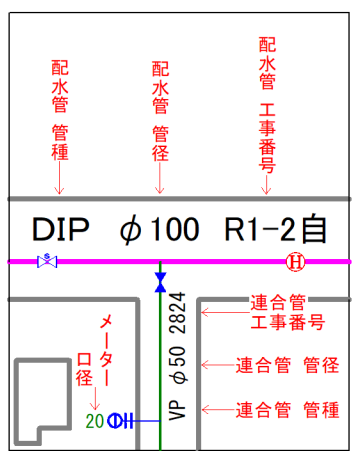 配水管 管種
配水管 管径
配水管 工事番号
DIP φ100 R1-2自
S
H
VP φ50 2824
連合管
工事番号
メーター
口径
連合管 管径
20
連合管 管種